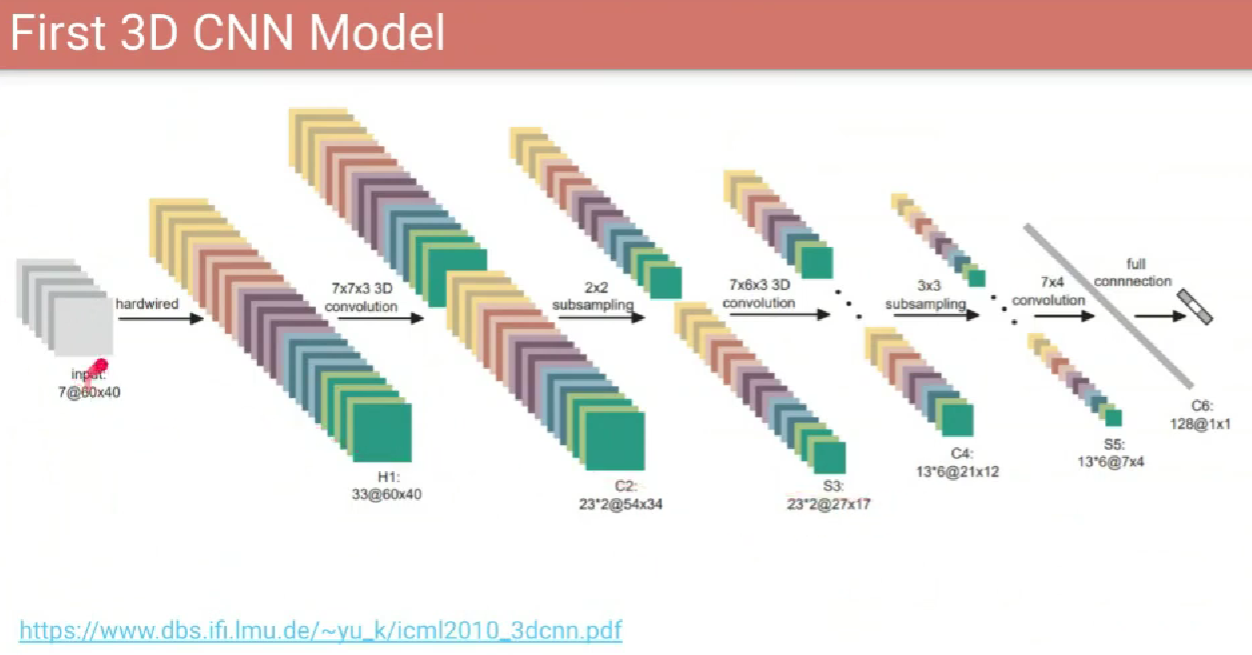 First 3D CNN Model
input:
7@60x40
hardwired
H1:
33@60x40
7x7x3 3D
convolution
C2:
23*2@54x34
2x2
subsampling
S3:
23*2@27x17
7x6x3 3D
convolution
C4:
13*6@21x12
3x3
subsampling
S5:
13*6@7x4
7x4
convolution
C6:
128@1x1
full
connnection
https://www.dbs.ifi.lmu.de/~yu_k/icml2010_3dcnn.pdf